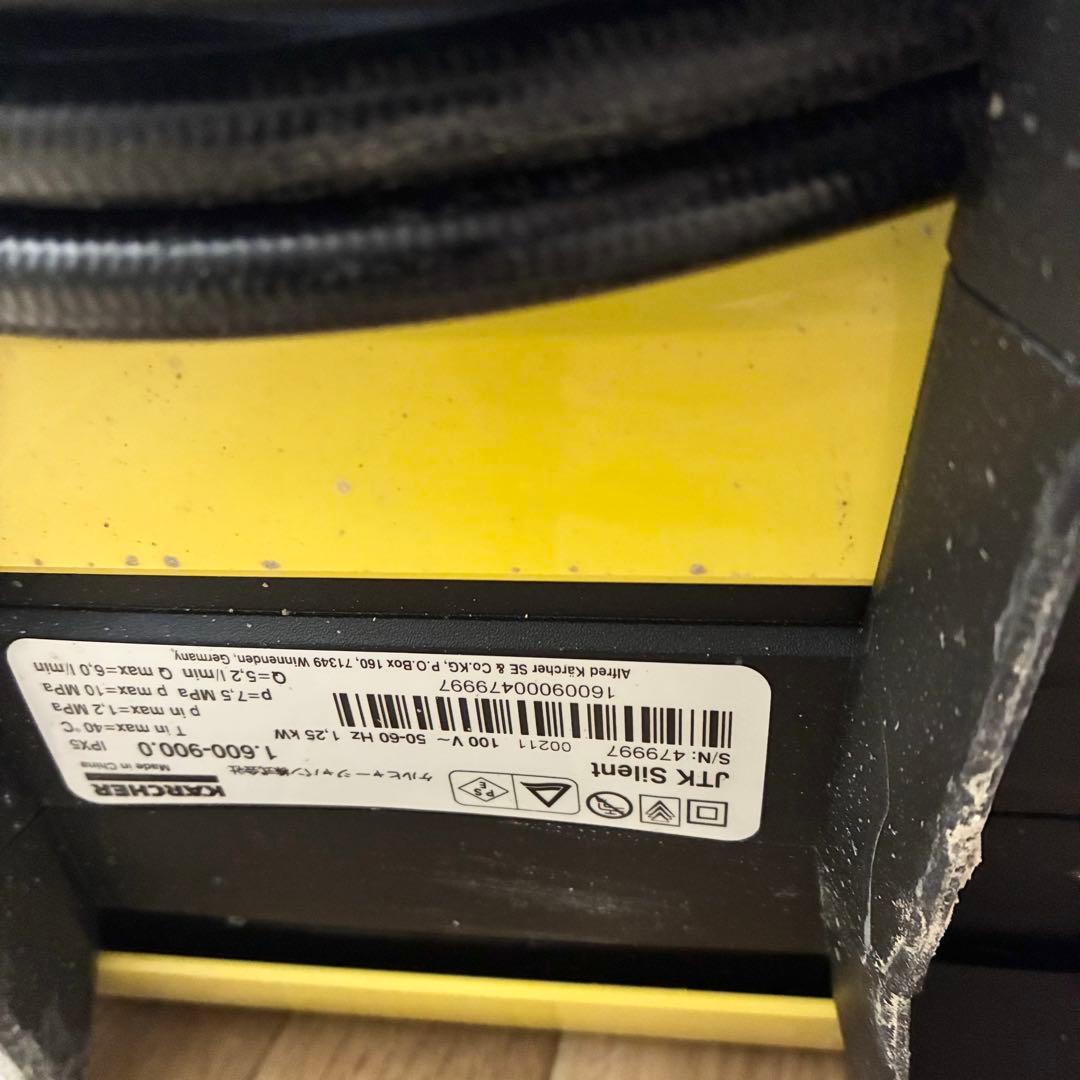 JTK Silent
S/N: 479997
00211
1600900047 9997
Alfred Kärcher SE & Co.KG, P.O.Box 160, 71349 Winnenden, Germany,
PS
E
ケルヒャージャパン株式会社
100 V ~ 50-60 Hz 1,25 kW
KÄRCHER
Made in China
1.600-900.0 IPX5
T in max=40°C
p in max=1,2 MPa
p=7,5 MPa p max=10 MPa
Q=5,2 l/min Q max=6,0 l/min